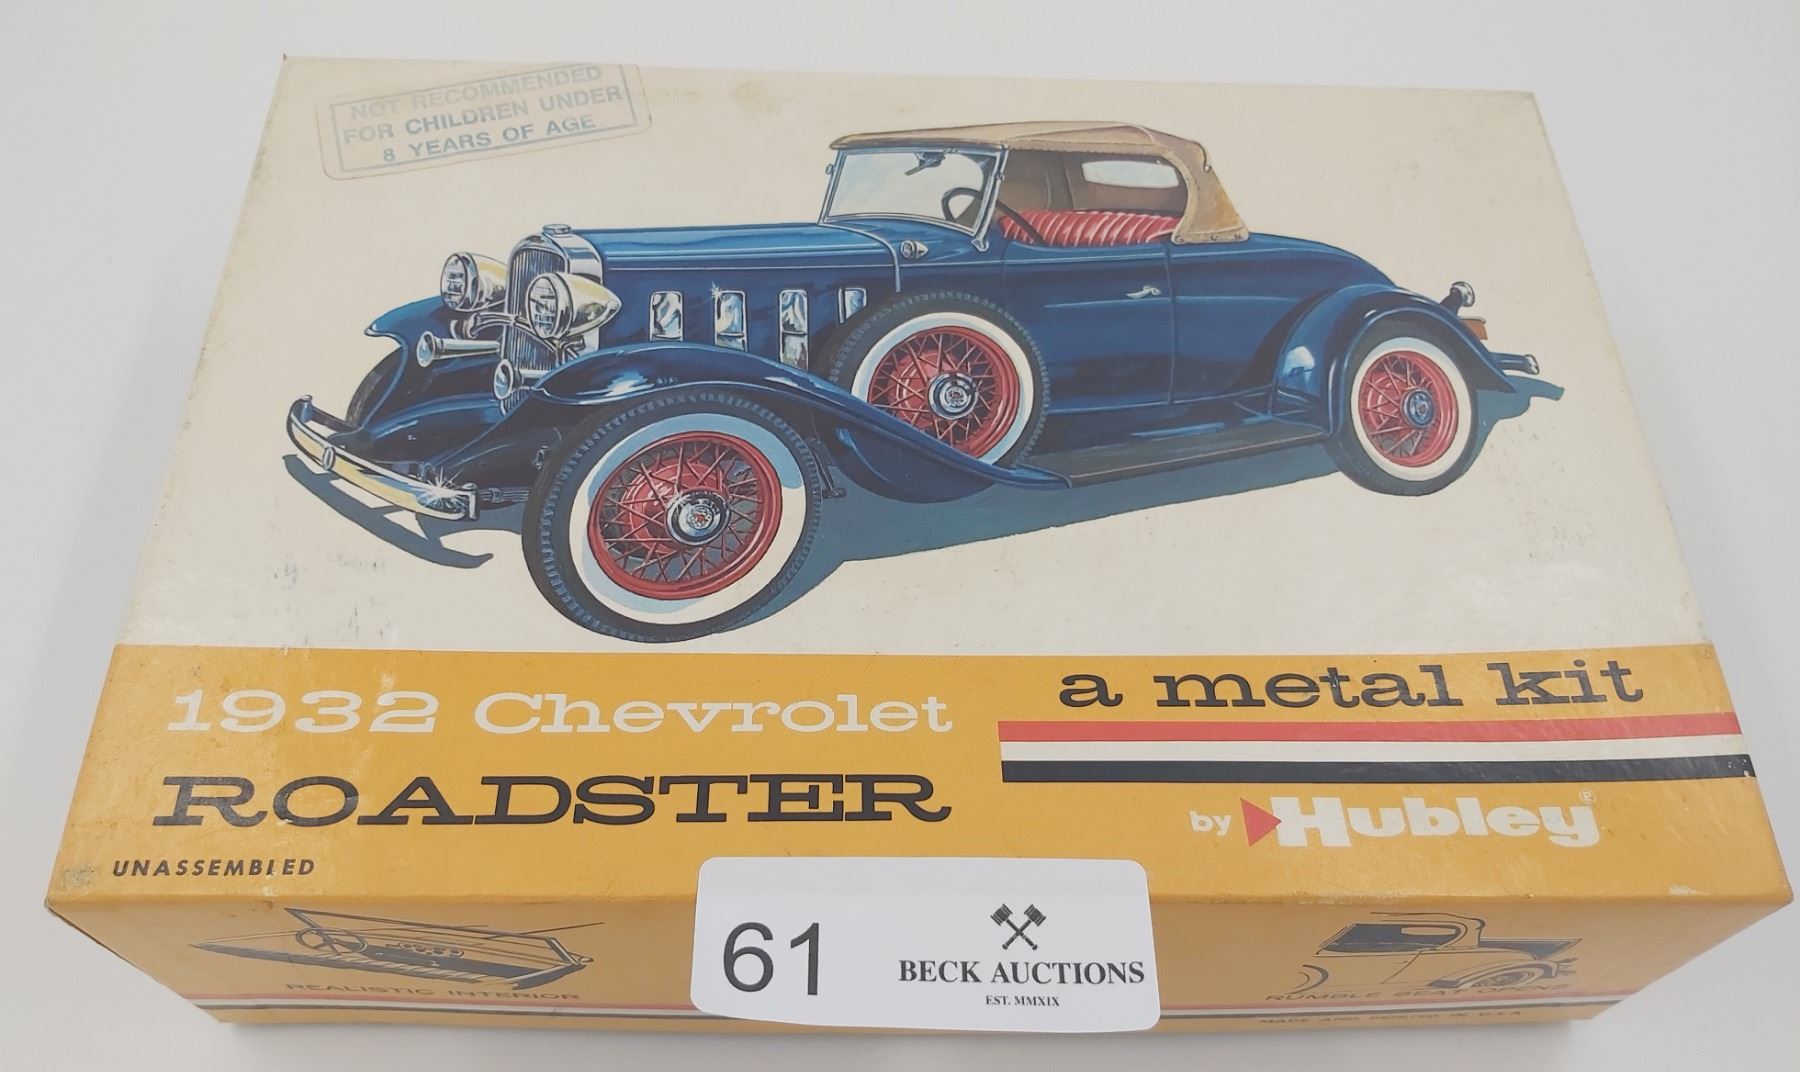 NOT RECOMMENDED
FOR CHILDREN UNDER
8 YEARS OF AGE
1932 Chevrolet
ROADSTER
UNASSEMBLED
a metal kit
by Hubley®
REALISTIC INTERIOR
61
BECK AUCTIONS
EST. MMXIX
RUMBLE SEAT OPENS
MADE AND PRINTED IN U.S.A.